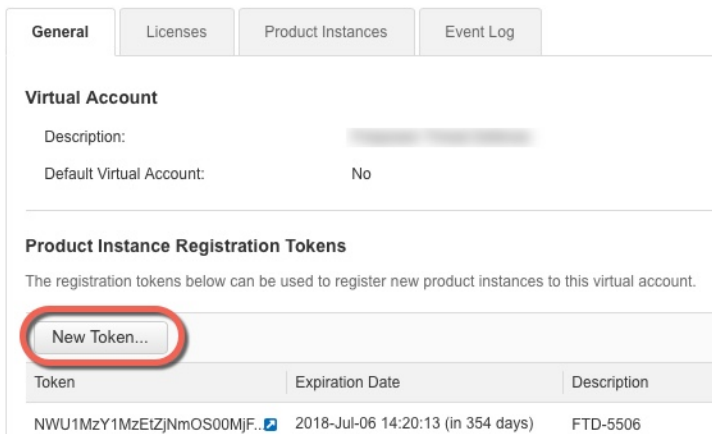 General Licenses Product Instances Event Log
Virtual Account
Description:
Default Virtual Account: No
Product Instance Registration Tokens
The registration tokens below can be used to register new product instances to this virtual account.
New Token...
Token Expiration Date Description
NWU1MzY1MzEtZjNmOS00MjF.. 2018-Jul-06 14:20:13 (in 354 days) FTD-5506